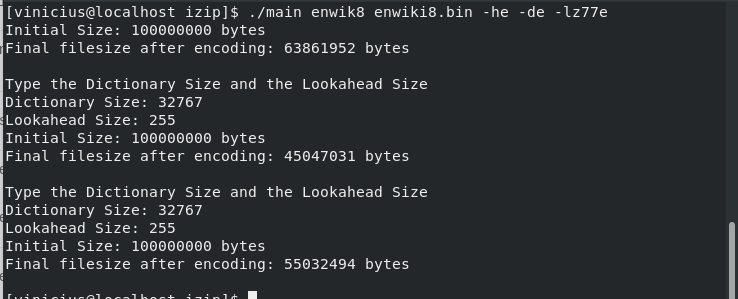 [vinicius@localhost izip]$ ./main enwik8 enwiki8.bin -he -de -lz77e
Initial Size: 100000000 bytes
Final filesize after encoding: 63861952 bytes
Type the Dictionary Size and the Lookahead Size
Dictionary Size: 32767
Lookahead Size: 255
Initial Size: 100000000 bytes
Final filesize after encoding: 45047031 bytes
Type the Dictionary Size and the Lookahead Size
Dictionary Size: 32767
Lookahead Size: 255
Initial Size: 100000000 bytes
Final filesize after encoding: 55032494 bytes
[vinicius@localhost izip]$